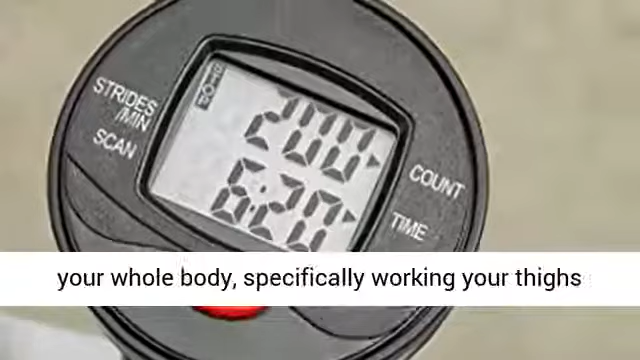 STRIDES
/MIN
SCAN
200
6:20
COUNT
TIME
your whole body, specifically working your thighs